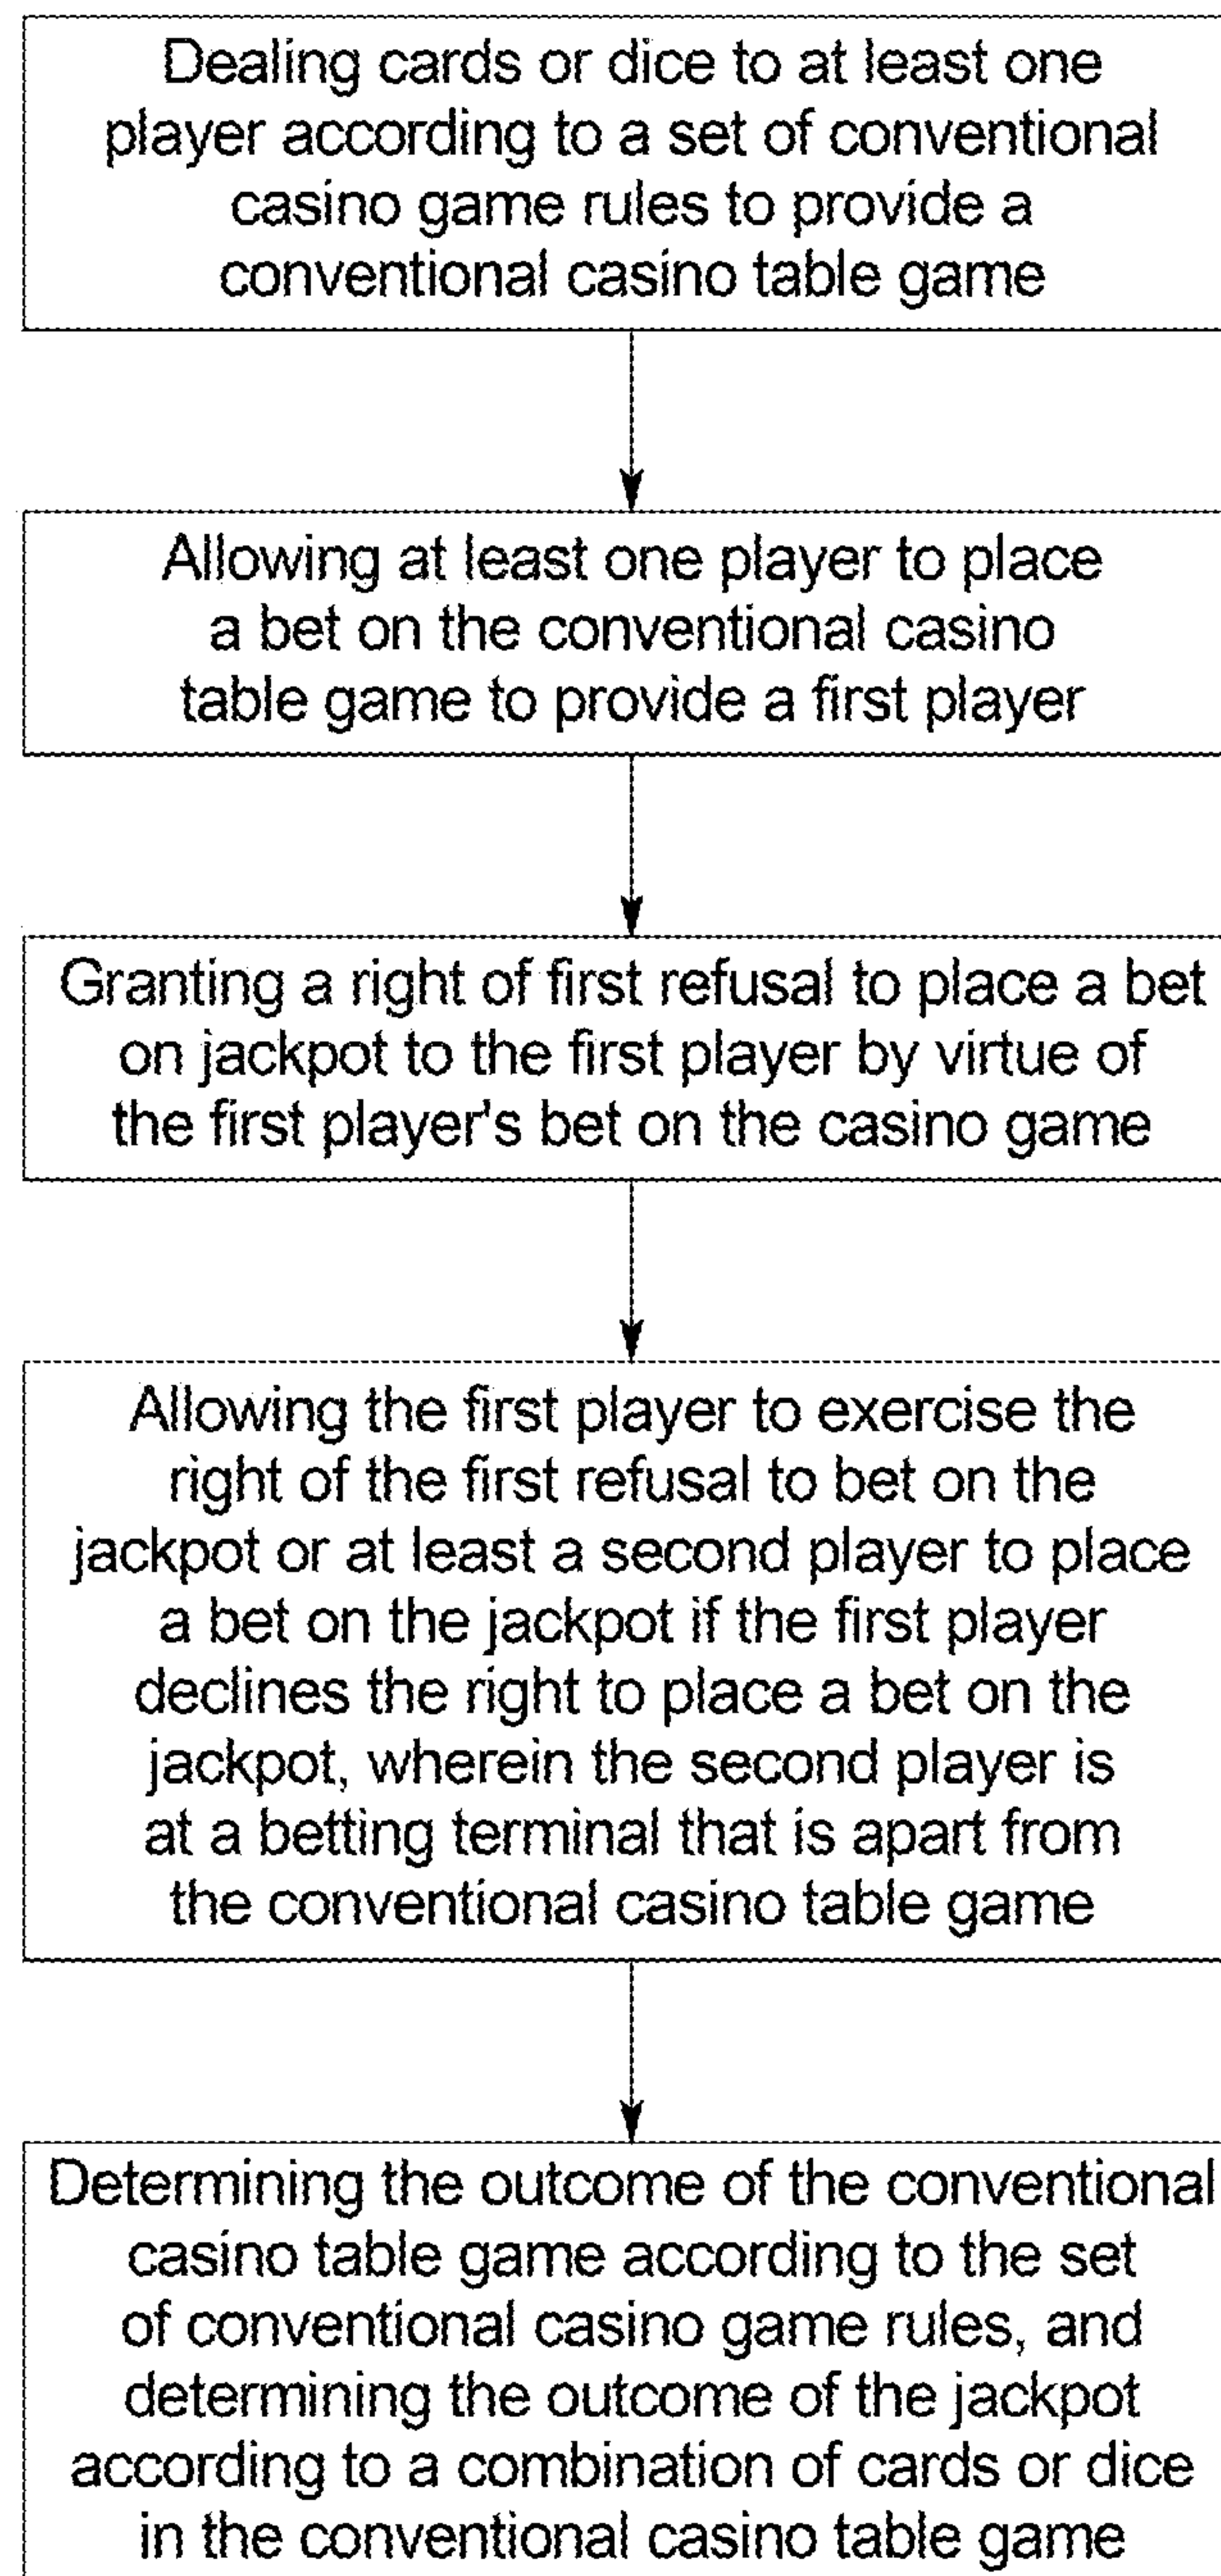 Dealing cards or dice to at least one
player according to a set of conventional
casino game rules to provide a
conventional casino table game
Allowing at least one player to place
a bet on the conventional casino
table game to provide a first player
Granting a right of first refusal to place a bet
on jackpot to the first player by virtue of
the first player's bet on the casino game
Allowing the first player to exercise the
right of the first refusal to bet on the
jackpot or at least a second player to place
a bet on the jackpot if the first player
declines the right to place a bet on the
jackpot, wherein the second player is
at a betting terminal that is apart from
the conventional casino table game
Determining the outcome of the conventional
casino table game according to the set
of conventional casino game rules, and
determining the outcome of the jackpot
according to a combination of cards or dice
in the conventional casino table game